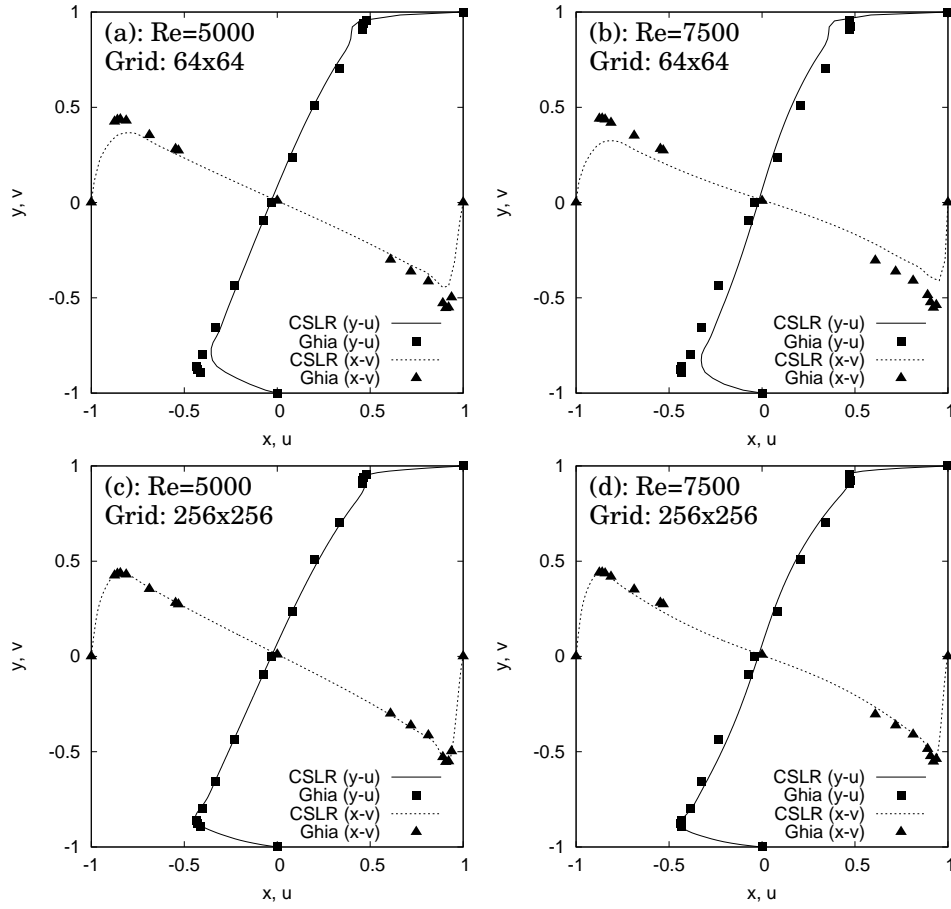 (a): Re=5000
Grid: 64x64
1
0.5
0
-0.5
-1
y, v
-1
-0.5
0
0.5
1
x, u
CSLR (y-u)
Ghia (y-u)
CSLR (x-v)
Ghia (x-v)
(b): Re=7500
Grid: 64x64
1
0.5
0
-0.5
-1
y, v
-1
-0.5
0
0.5
1
x, u
CSLR (y-u)
Ghia (y-u)
CSLR (x-v)
Ghia (x-v)
(c): Re=5000
Grid: 256x256
1
0.5
0
-0.5
-1
y, v
-1
-0.5
0
0.5
1
x, u
CSLR (y-u)
Ghia (y-u)
CSLR (x-v)
Ghia (x-v)
(d): Re=7500
Grid: 256x256
1
0.5
0
-0.5
-1
y, v
-1
-0.5
0
0.5
1
x, u
CSLR (y-u)
Ghia (y-u)
CSLR (x-v)
Ghia (x-v)